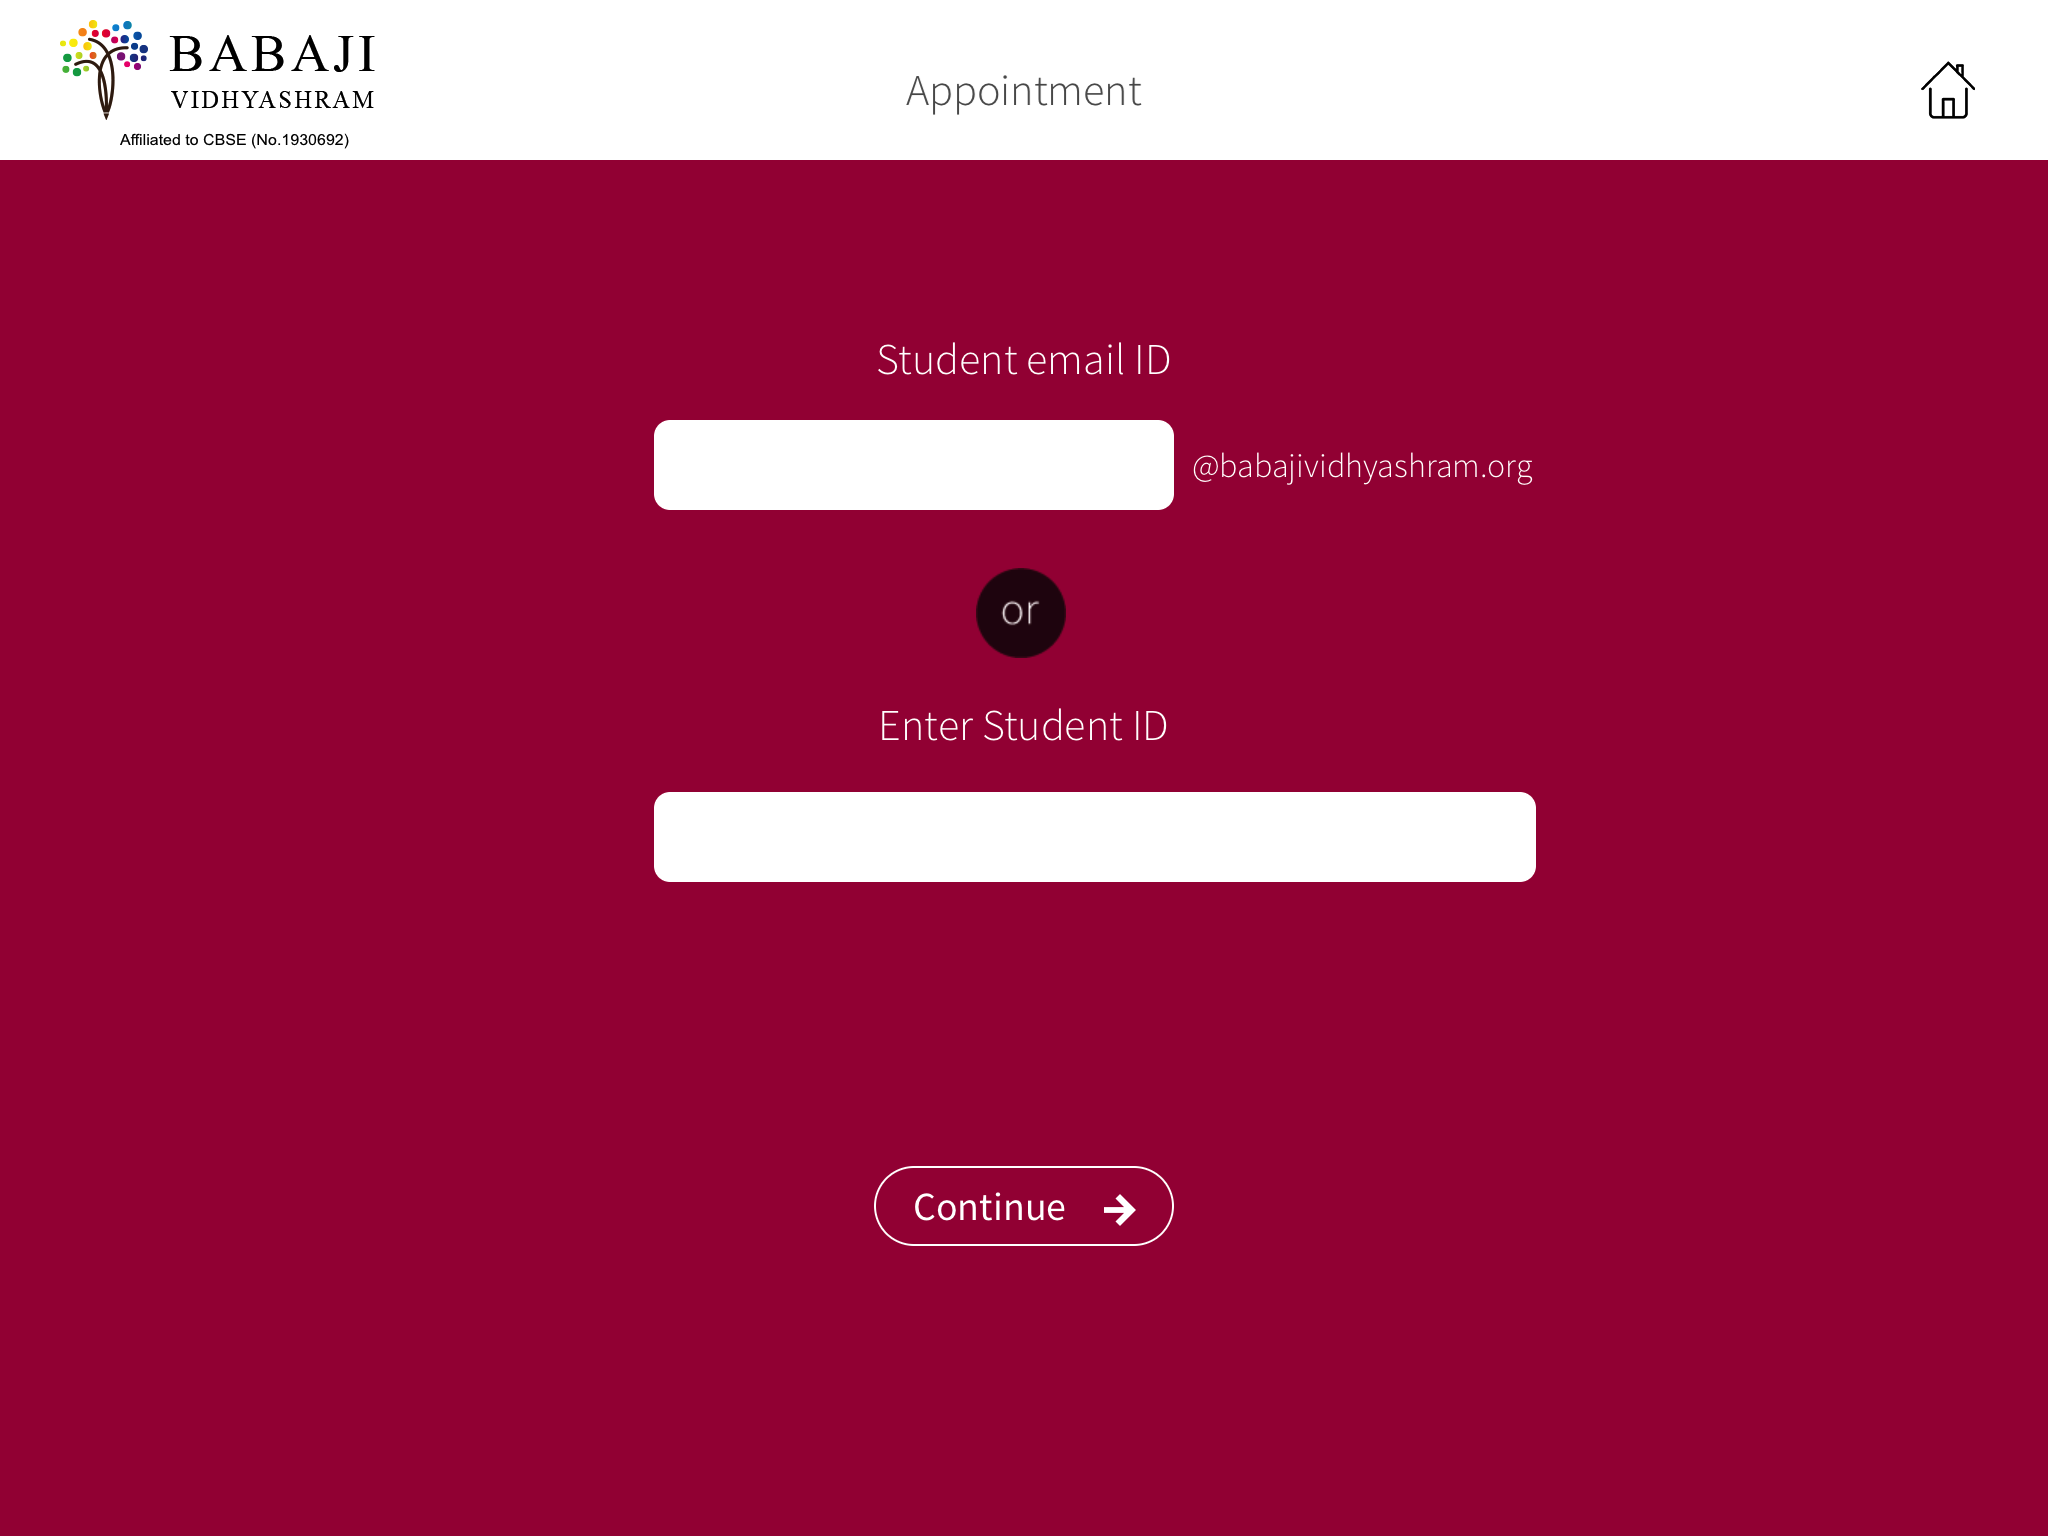 BABAJI
VIDHYASHRAM
Affiliated to CBSE (No.1930692)
Appointment
Student email ID
@babajividhyashram.org
or
Enter Student ID
Continue